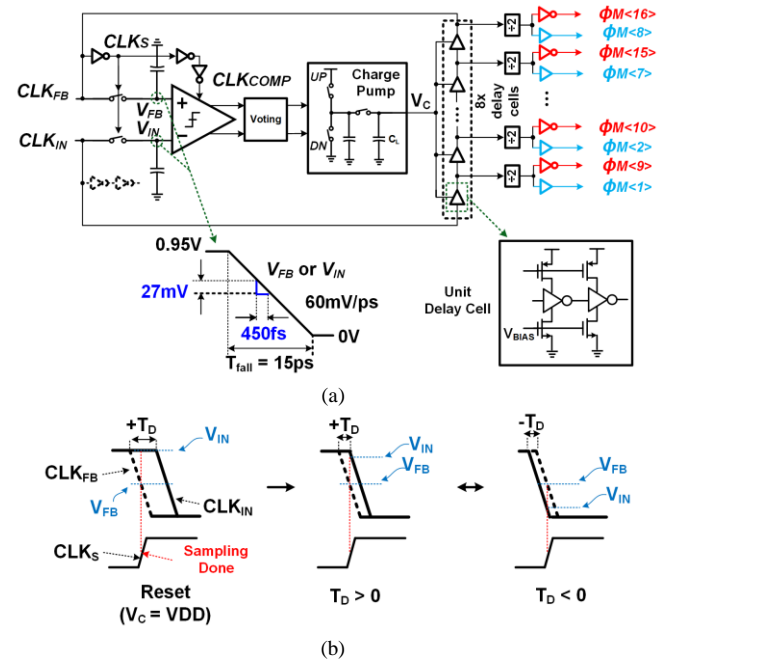 CLKS
CLKFB
CLKIN
VFB
VIN
CLKCOMP
Voting
Charge
Pump
UP
DN
CL
VC
8x
delay
cells
÷2
÷2
÷2
÷2
ϕM<16>
ϕM<8>
ϕM<15>
ϕM<7>
ϕM<10>
ϕM<2>
ϕM<9>
ϕM<1>
0.95V
VFB or VIN
27mV
60mV/ps
450fs
0V
Tfall = 15ps
Unit
Delay Cell
VBIAS
(a)
+TD
VIN
CLKFB
VFB
CLKIN
CLKS
Sampling
Done
Reset
(VC = VDD)
+TD
VIN
VFB
TD > 0
-TD
VFB
VIN
TD < 0
(b)